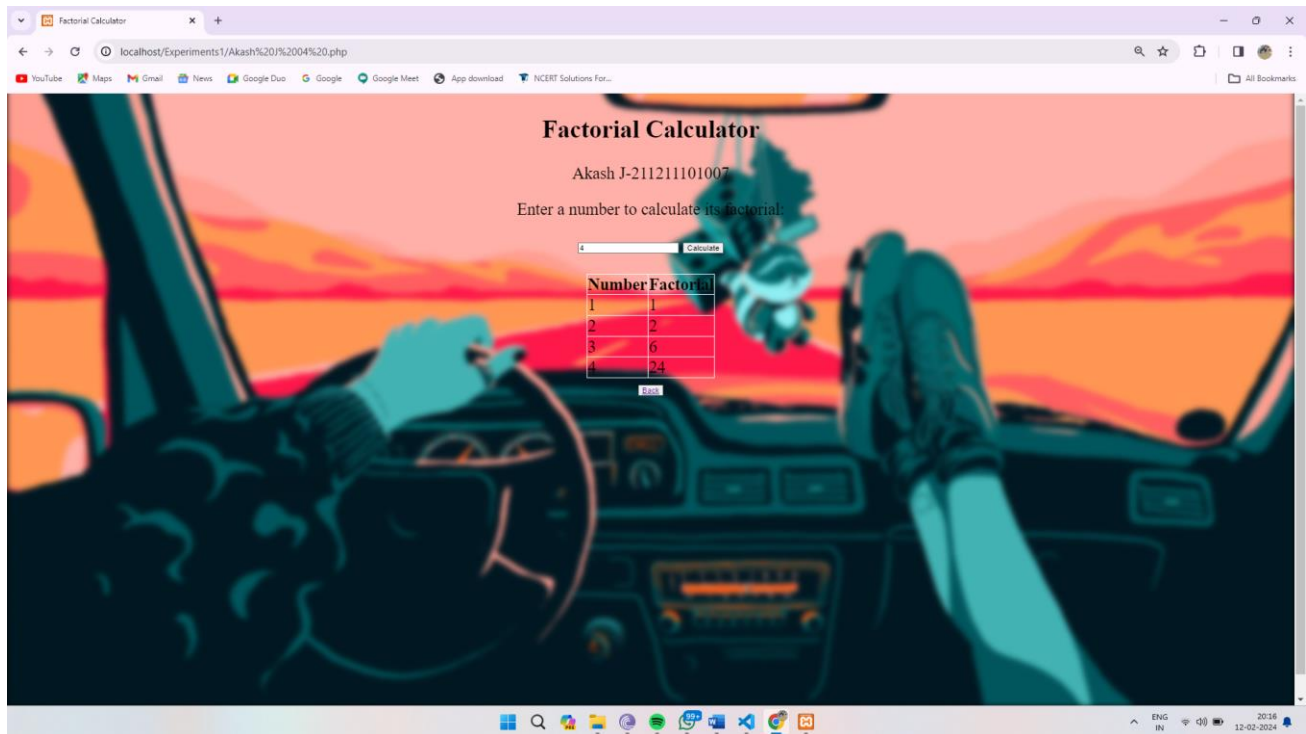 Factorial Calculator
localhost/Experiments1/Akash%20J%2004%20.php
YouTube Maps Gmail News Google Duo Google Google Meet App download NCERT Solutions For... All Bookmarks
Factorial Calculator
Akash J-211211101007
Enter a number to calculate its factorial:
4 Calculate
Number Factorial
1 1
2 2
3 6
4 24
Back
99+
ENG 20:16
IN 12-02-2024